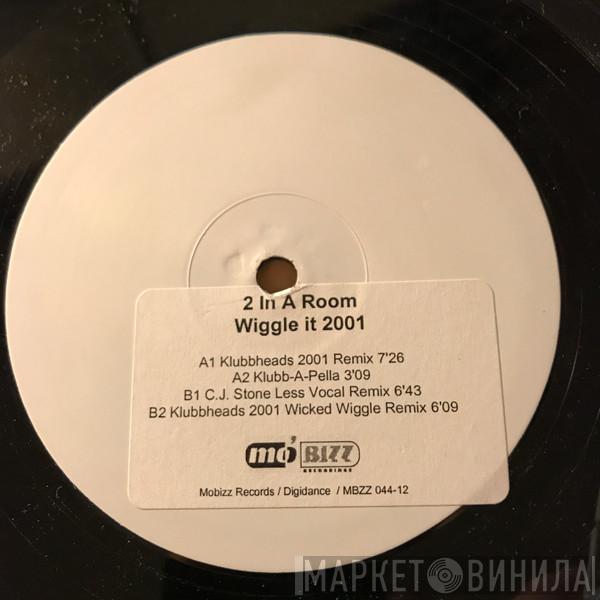 2 In A Room
Wiggle it 2001
A1 Klubbheads 2001 Remix 7'26
A2 Klubb-A-Pella 3'09
B1 C.J. Stone Less Vocal Remix 6'43
B2 Klubbheads 2001 Wicked Wiggle Remix 6'09
mo' BIZZ
RECORDINGS
Mobizz Records / Digidance / MBZZ 044-12
МАРКЕТ ВИНИЛА